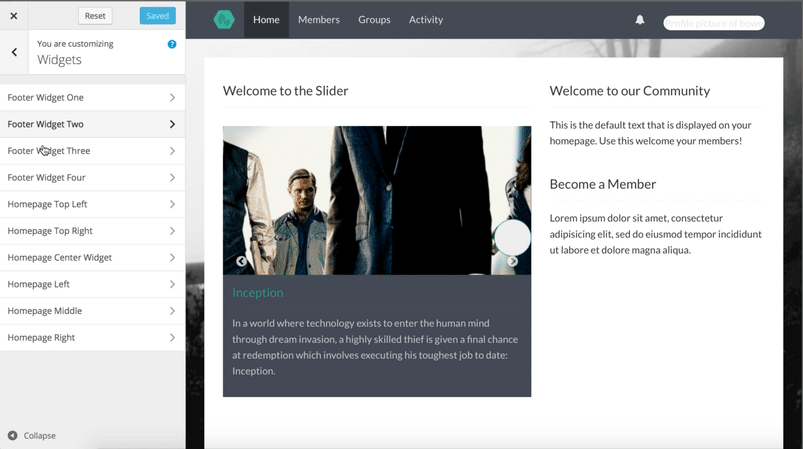 Reset
Saved
You are customizing
Widgets
Footer Widget One
Footer Widget Two
Footer Widget Three
Footer Widget Four
Homepage Top Left
Homepage Top Right
Homepage Center Widget
Homepage Left
Homepage Middle
Homepage Right
Collapse
Home Members Groups Activity
Profile picture of bowe
Welcome to the Slider
Inception
In a world where technology exists to enter the human mind
through dream invasion, a highly skilled thief is given a final chance
at redemption which involves executing his toughest job to date:
Inception.
Welcome to our Community
This is the default text that is displayed on your
homepage. Use this welcome your members!
Become a Member
Lorem ipsum dolor sit amet, consectetur
adipisicing elit, sed do eiusmod tempor incididunt
ut labore et dolore magna aliqua.